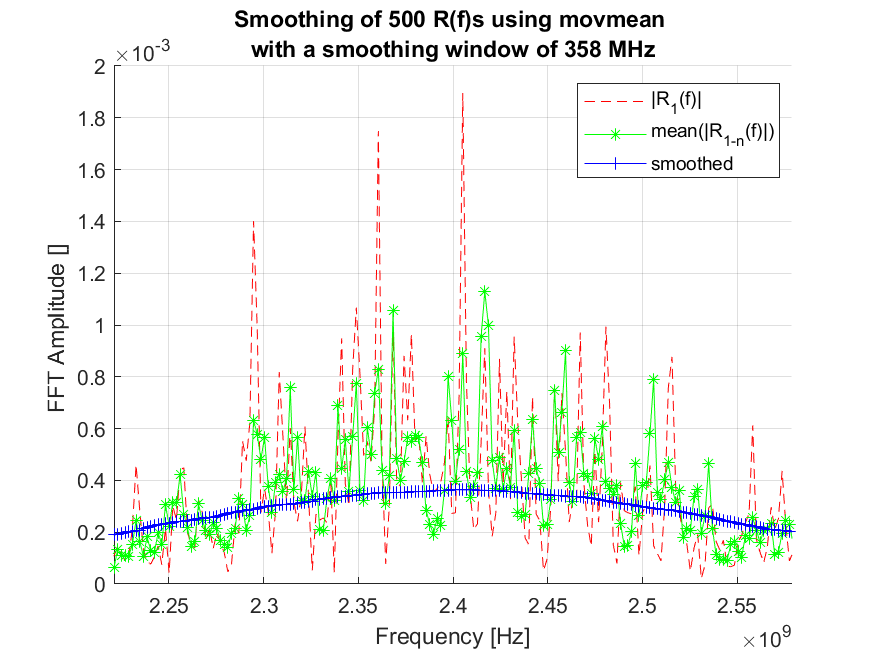 Smoothing of 500 R(f)s using movmean
with a smoothing window of 358 MHz
×10-3
2
1.8
1.6
1.4
1.2
1
0.8
0.6
0.4
0.2
0
FFT Amplitude []
|R1(f)|
mean(|R1-n(f)|)
smoothed
2.25
2.3
2.35
2.4
2.45
2.5
2.55
Frequency [Hz]
×109